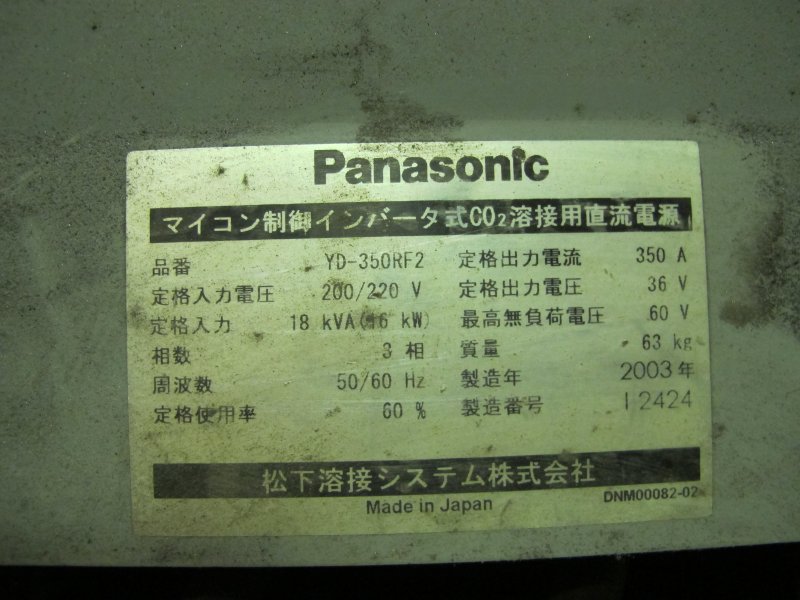 Panasonic
マイコン制御インバータ式CO₂溶接用直流電源
品番 YD-350RF2 定格出力電流 350 A
定格入力電圧 200/220 V 定格出力電圧 36 V
定格入力 18 kVA(16 kW) 最高無負荷電圧 60 V
相数 3 相 質量 63 kg
周波数 50/60 Hz 製造年 2003年
定格使用率 60 % 製造番号 I2424
松下溶接システム株式会社
Made in Japan DNM00082-02